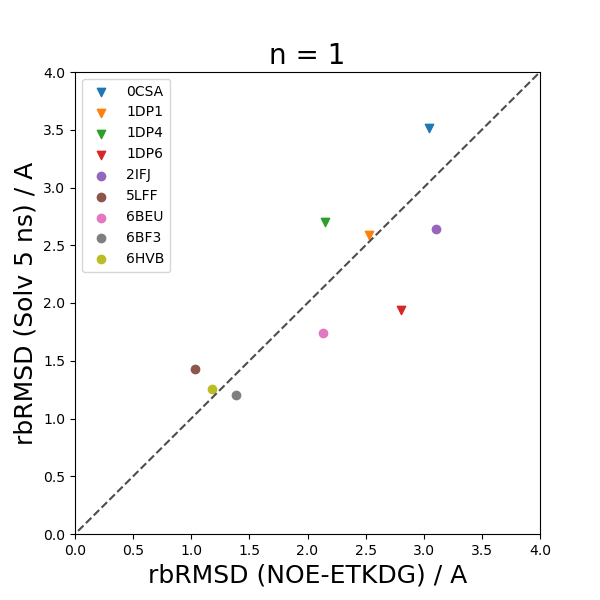 n = 1
0CSA
1DP1
1DP4
1DP6
2IFJ
5LFF
6BEU
6BF3
6HVB
rbRMSD (Solv 5 ns) / A
4.0
3.5
3.0
2.5
2.0
1.5
1.0
0.5
0.0
0.0 0.5 1.0 1.5 2.0 2.5 3.0 3.5 4.0
rbRMSD (NOE-ETKDG) / A